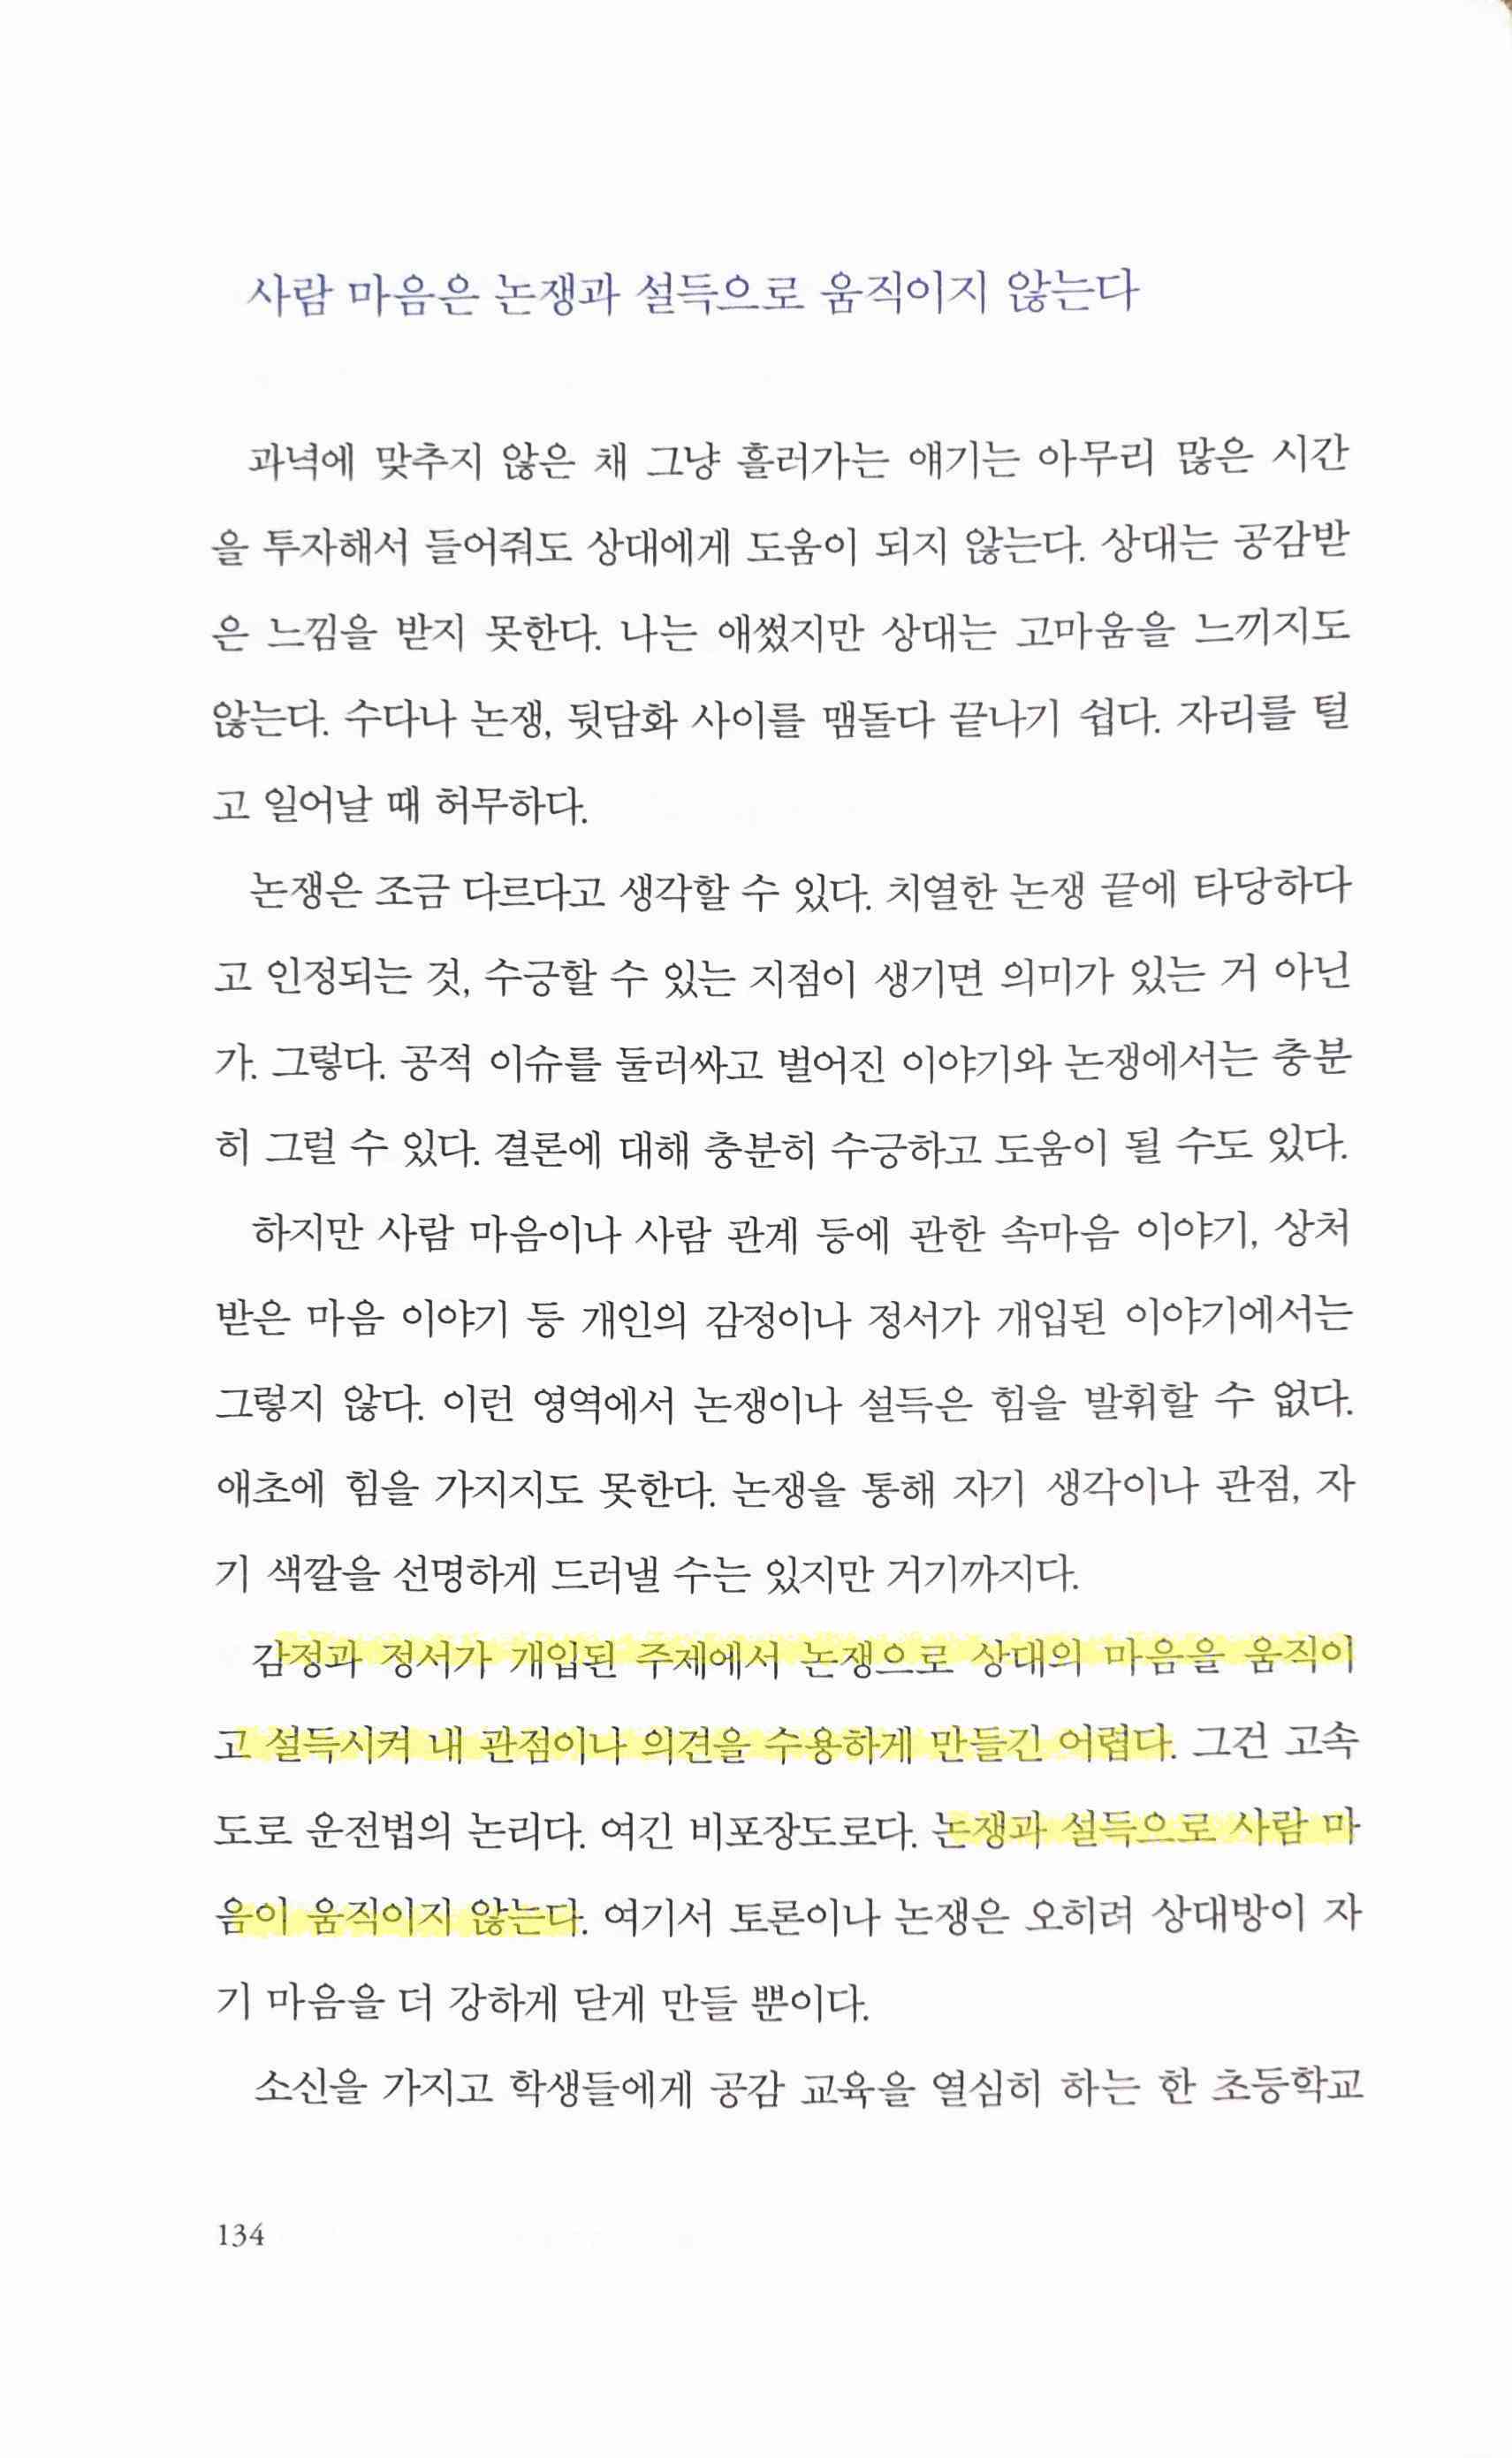 사람 마음은 논쟁과 설득으로 움직이지 않는다
과녁에 맞추지 않은 채 그냥 흘러가는 얘기는 아무리 많은 시간
을 투자해서 들어줘도 상대에게 도움이 되지 않는다. 상대는 공감받
은 느낌을 받지 못한다. 나는 애썼지만 상대는 고마움을 느끼지도
않는다. 수다나 논쟁, 뒷담화 사이를 맴돌다 끝나기 쉽다. 자리를 털
고 일어날 때 허무하다.
논쟁은 조금 다르다고 생각할 수 있다. 치열한 논쟁 끝에 타당하다
고 인정되는 것, 수긍할 수 있는 지점이 생기면 의미가 있는 거 아닌
가. 그렇다. 공적 이슈를 둘러싸고 벌어진 이야기와 논쟁에서는 충분
히 그럴 수 있다. 결론에 대해 충분히 수긍하고 도움이 될 수도 있다.
하지만 사람 마음이나 사람 관계 등에 관한 속마음 이야기, 상처
받은 마음 이야기 등 개인의 감정이나 정서가 개입된 이야기에서는
그렇지 않다. 이런 영역에서 논쟁이나 설득은 힘을 발휘할 수 없다.
애초에 힘을 가지지도 못한다. 논쟁을 통해 자기 생각이나 관점, 자
기 색깔을 선명하게 드러낼 수는 있지만 거기까지다.
감정과 정서가 개입된 주제에서 논쟁으로 상대의 마음을 움직이
고 설득시켜 내 관점이나 의견을 수용하게 만들긴 어렵다. 그건 고속
도로 운전법의 논리다. 여긴 비포장도로다. 논쟁과 설득으로 사람 마
음이 움직이지 않는다. 여기서 토론이나 논쟁은 오히려 상대방이 자
기 마음을 더 강하게 닫게 만들 뿐이다.
소신을 가지고 학생들에게 공감 교육을 열심히 하는 한 초등학교
134